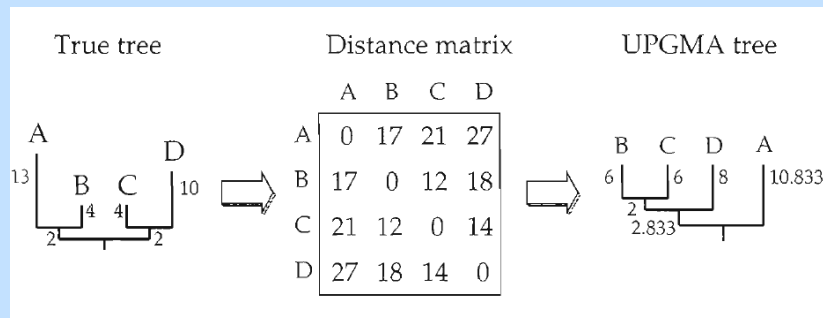 True tree
Distance matrix
UPGMA tree
A B C D
A 0 17 21 27
B 17 0 12 18
C 21 12 0 14
D 27 18 14 0
A
D
13
B C
10
4 4
2 2
B C D A
6 6 8 10.833
2
2.833